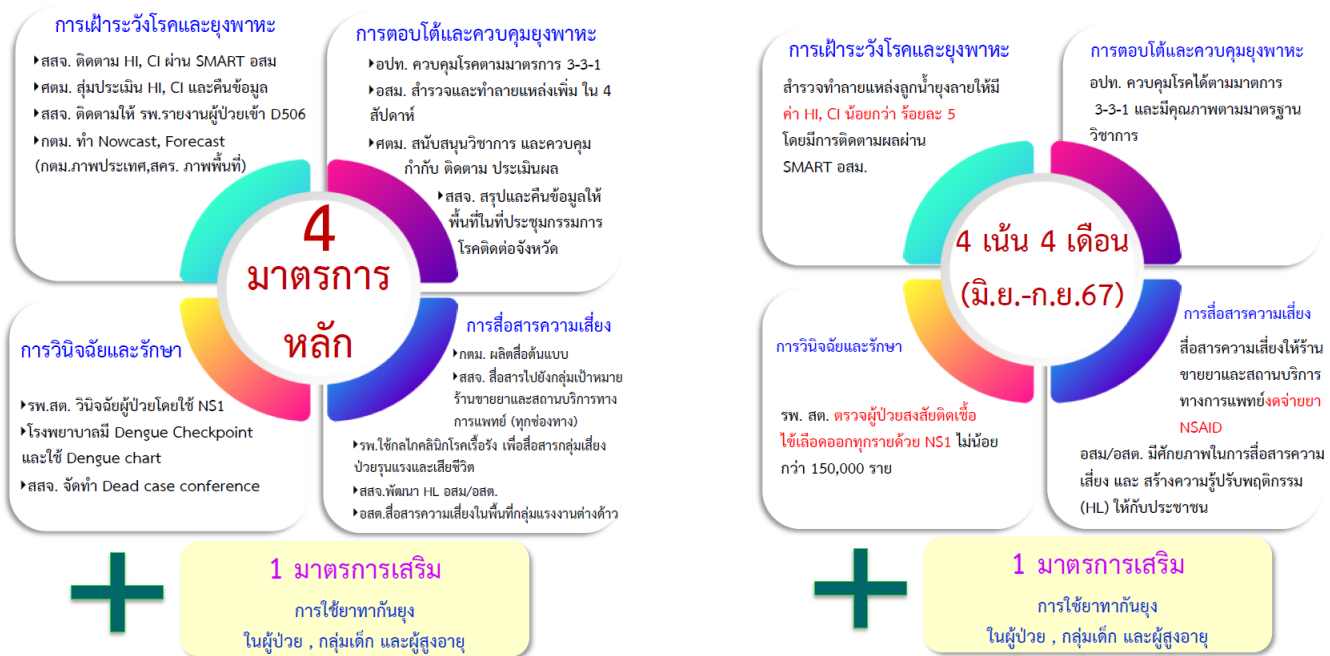 การเฝ้าระวังโรคและยุงพาหะ
‣สสจ. ติดตาม HI, CI ผ่าน SMART อสม
‣ศตม. สุ่มประเมิน HI, CI และคืนข้อมูล
‣สสจ. ติดตามให้ รพ.รายงานผู้ป่วยเข้า D506
‣กตม. ทำ Nowcast, Forecast
(กตม.ภาพประเทศ,สคร. ภาพพื้นที่)
การตอบโต้และควบคุมยุงพาหะ
‣อปท. ควบคุมโรคตามมาตรการ 3-3-1
‣อสม. สำรวจและทำลายแหล่งเพิ่ม ใน 4
สัปดาห์
‣ศตม. สนับสนุนวิชาการ และควบคุม
กำกับ ติดตาม ประเมินผล
‣สสจ. สรุปและคืนข้อมูลให้
พื้นที่ในที่ประชุมกรรมการ
โรคติดต่อจังหวัด
4
มาตรการ
หลัก
การวินิจฉัยและรักษา
‣รพ.สต. วินิจฉัยผู้ป่วยโดยใช้ NS1
‣โรงพยาบาลมี Dengue Checkpoint
และใช้ Dengue chart
‣สสจ. จัดทำ Dead case conference
การสื่อสารความเสี่ยง
‣กตม. ผลิตสื่อต้นแบบ
‣สสจ. สื่อสารไปยังกลุ่มเป้าหมาย
ร้านขายยาและสถานบริการทาง
การแพทย์ (ทุกช่องทาง)
‣รพ.ใช้กลไกคลินิกโรคเรื้อรัง เพื่อสื่อสารกลุ่มเสี่ยง
ป่วยรุนแรงและเสียชีวิต
‣สสจ.พัฒนา HL อสม/อสต.
‣อสต.สื่อสารความเสี่ยงในพื้นที่กลุ่มแรงงานต่างด้าว
1 มาตรการเสริม
การใช้ยาทากันยุง
ในผู้ป่วย , กลุ่มเด็ก และผู้สูงอายุ
การเฝ้าระวังโรคและยุงพาหะ
สำรวจทำลายแหล่งลูกน้ำยุงลายให้มี
ค่า HI, CI น้อยกว่า ร้อยละ 5
โดยมีการติดตามผลผ่าน
SMART อสม.
การตอบโต้และควบคุมยุงพาหะ
อปท. ควบคุมโรคได้ตามมาตการ
3-3-1 และมีคุณภาพตามมาตรฐาน
วิชาการ
4 เน้น 4 เดือน
(มิ.ย.-ก.ย.67)
การวินิจฉัยและรักษา
รพ. สต. ตรวจผู้ป่วยสงสัยติดเชื้อ
ไข้เลือดออกทุกรายด้วย NS1 ไม่น้อย
กว่า 150,000 ราย
การสื่อสารความเสี่ยง
สื่อสารความเสี่ยงให้ร้าน
ขายยาและสถานบริการ
ทางการแพทย์งดจ่ายยา
NSAID
อสม/อสต. มีศักยภาพในการสื่อสารความ
เสี่ยง และ สร้างความรู้ปรับพฤติกรรม
(HL) ให้กับประชาชน
1 มาตรการเสริม
การใช้ยาทากันยุง
ในผู้ป่วย , กลุ่มเด็ก และผู้สูงอายุ